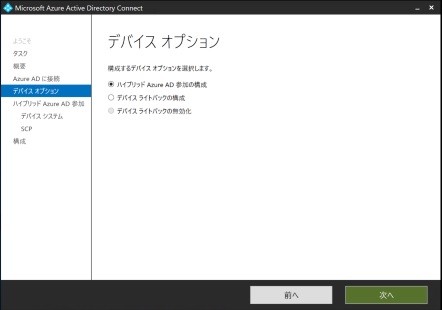 Microsoft Azure Active Directory Connect
ようこそ
タスク
概要
Azure AD に接続
デバイス オプション
ハイブリッド Azure AD 参加
デバイス システム
SCP
構成
デバイス オプション
構成するデバイス オプションを選択します。
ハイブリッド Azure AD 参加の構成
デバイス ライトバックの構成
デバイス ライトバックの無効化
前へ
次へ